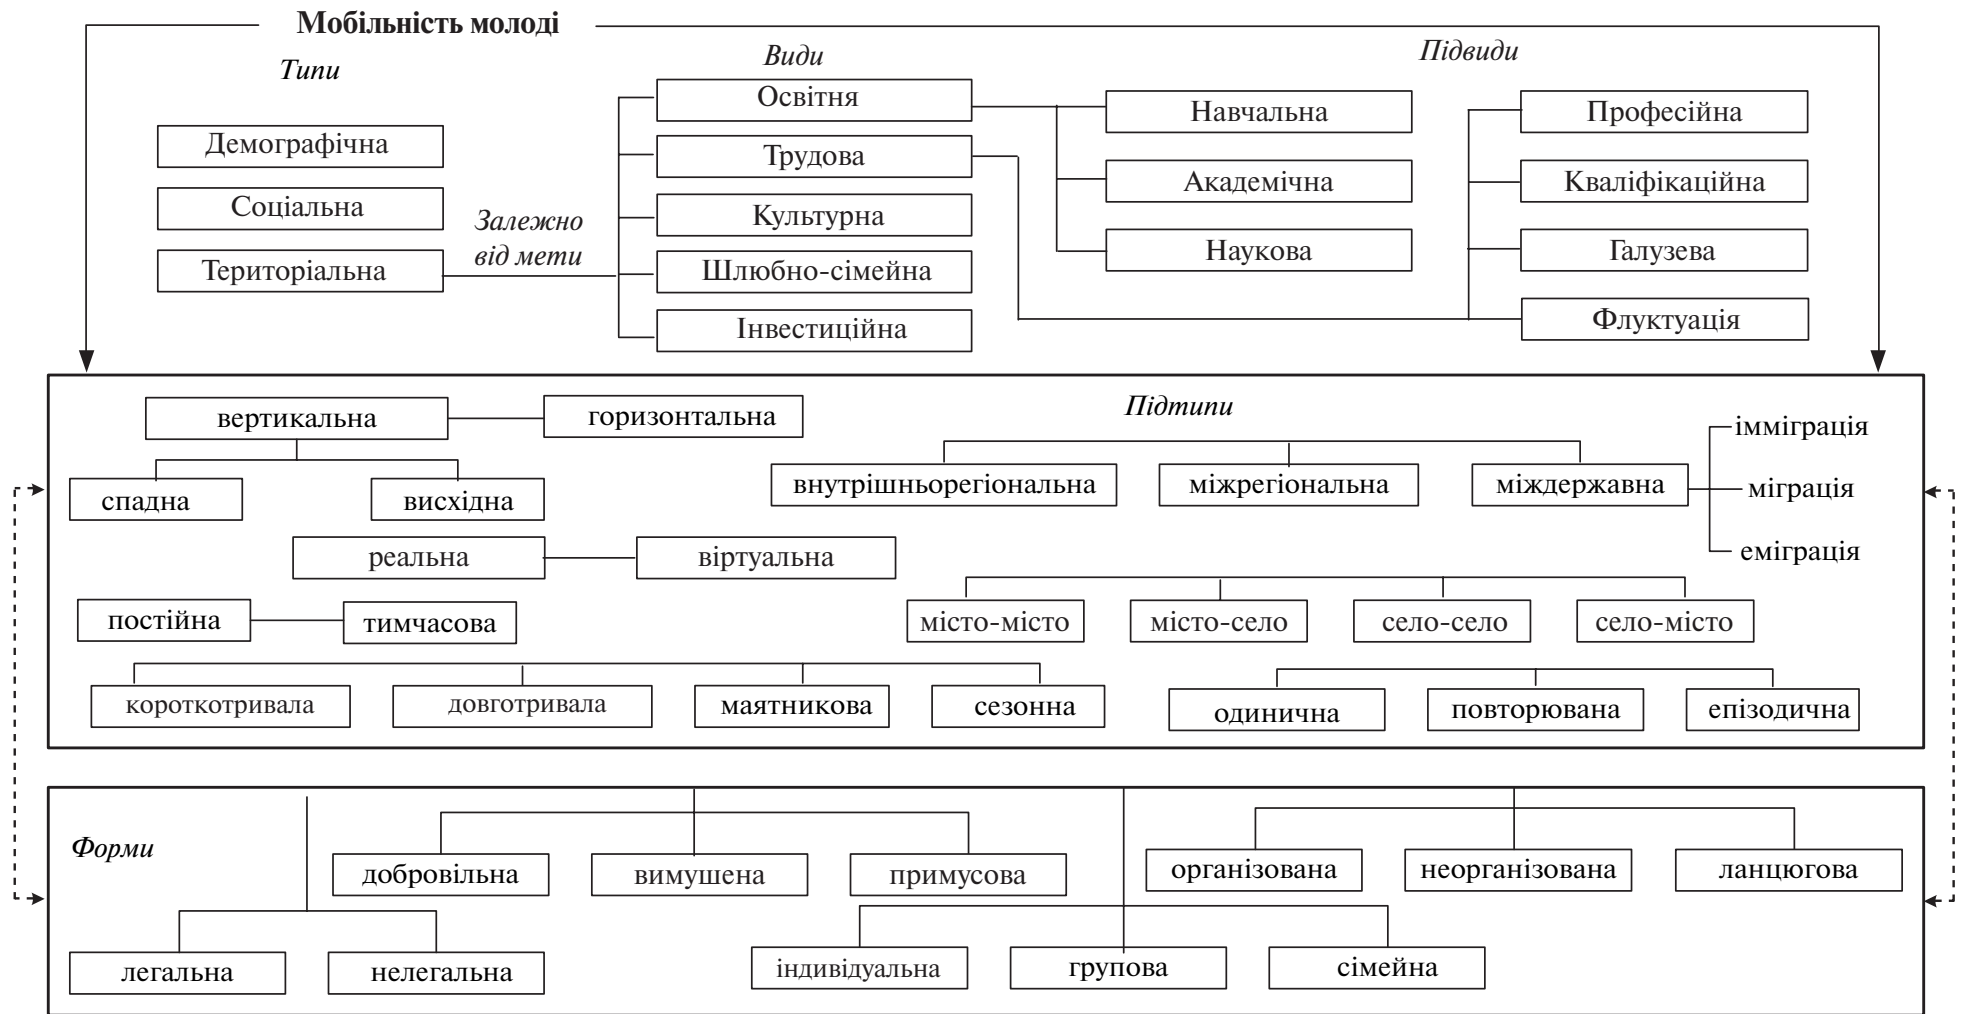 Мобільність молоді
Типи
Види
Підвиди
Демографічна
Соціальна
Територіальна
Залежно
від мети
Освітня
Трудова
Культурна
Шлюбно-сімейна
Інвестиційна
Навчальна
Академічна
Наукова
Професійна
Кваліфікаційна
Галузева
Флуктуація
Підтипи
вертикальна
горизонтальна
спадна
висхідна
внутрішньорегіональна
міжрегіональна
міждержавна
імміграція
міграція
еміграція
реальна
віртуальна
постійна
тимчасова
місто-місто
місто-село
село-село
село-місто
короткотривала
довготривала
маятникова
сезонна
одинична
повторювана
епізодична
Форми
добровільна
вимушена
примусова
організована
неорганізована
ланцюгова
легальна
нелегальна
індивідуальна
групова
сімейна